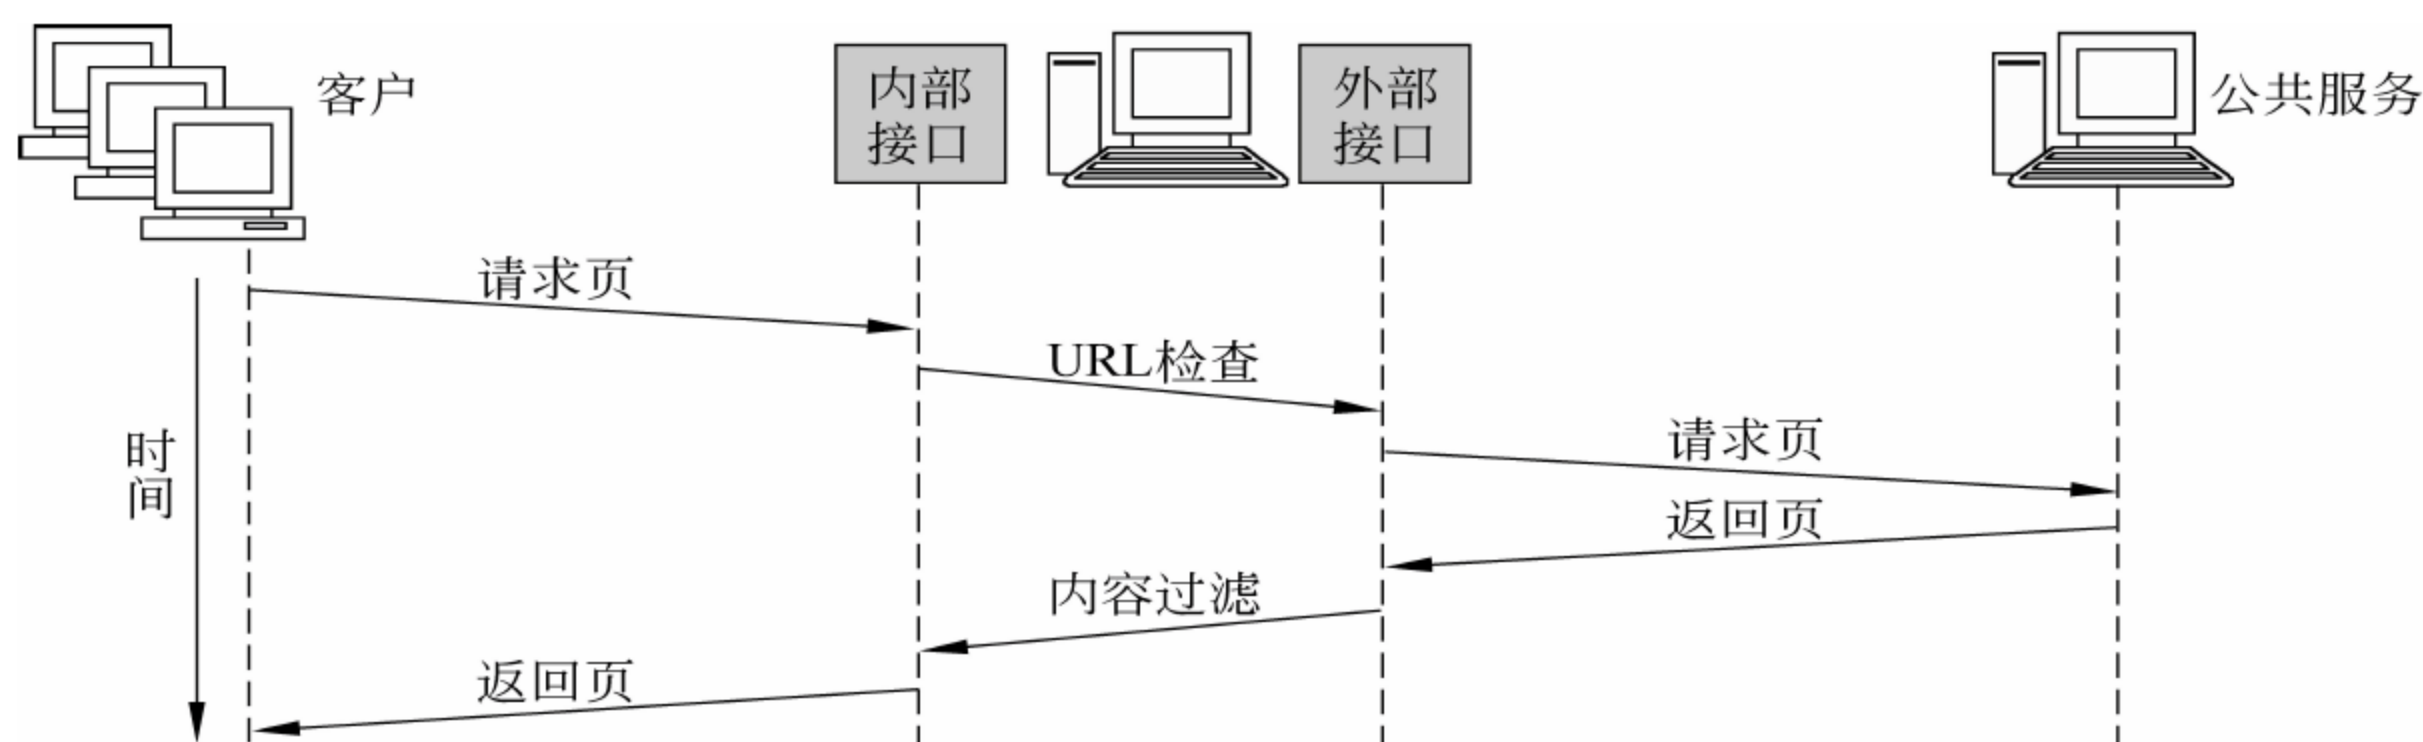 客户
内部
接口
外部
接口
公共服务
请求页
URL检查
请求页
时
间
返回页
内容过滤
返回页